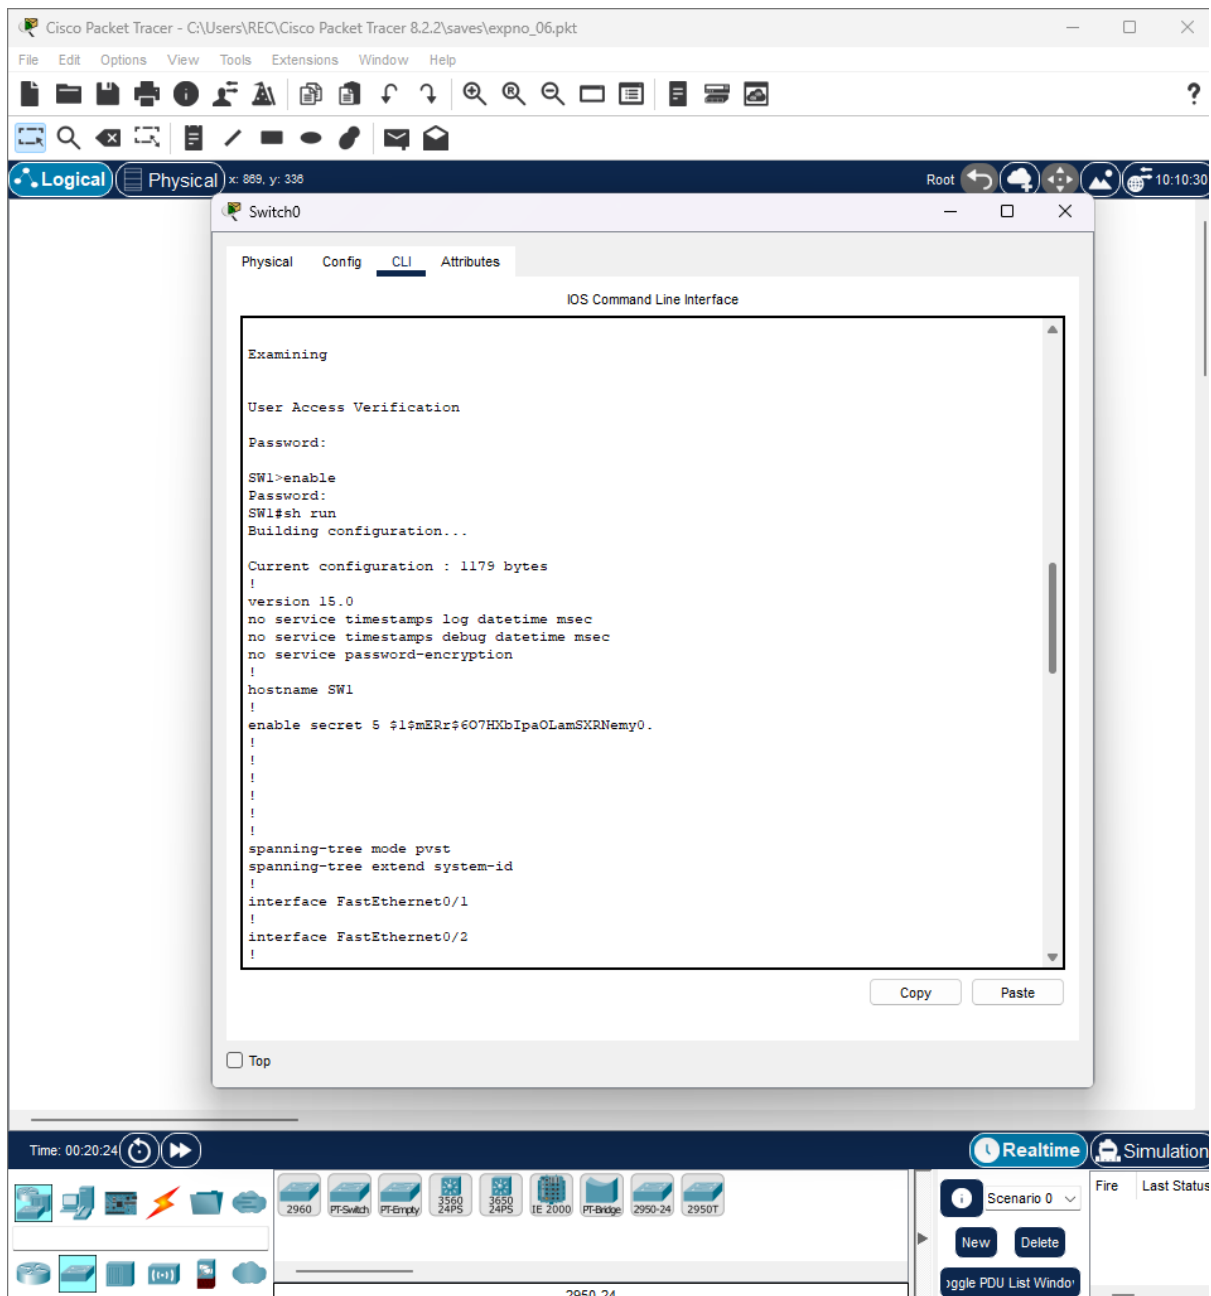 Cisco Packet Tracer - C:\Users\REC\Cisco Packet Tracer 8.2.2\saves\expno_06.pkt
File Edit Options View Tools Extensions Window Help
Logical Physical x: 869, y: 336 Root 10:10:30
Switch0
Physical Config CLI Attributes
IOS Command Line Interface
Examining
User Access Verification
Password:
SW1>enable
Password:
SW1#sh run
Building configuration...
Current configuration : 1179 bytes
!
version 15.0
no service timestamps log datetime msec
no service timestamps debug datetime msec
no service password-encryption
!
hostname SW1
!
enable secret 5 $1$mERr$6O7HXbIpaOLamSXRNemy0.
!
!
!
!
!
!
spanning-tree mode pvst
spanning-tree extend system-id
!
interface FastEthernet0/1
!
interface FastEthernet0/2
!
Copy Paste
Top
Time: 00:20:24 Realtime Simulation
2960 PT-Switch PT-Empty 3560 24PS 3650 24PS IE 2000 PT-Bridge 2950-24 2950T
Scenario 0 Fire Last Status
New Delete
oggle PDU List Windo
2950-24